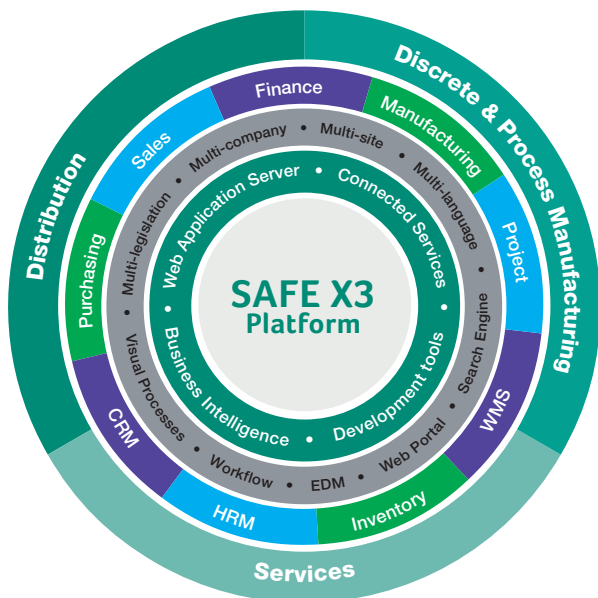 Distribution
Discrete & Process Manufacturing
Services
Finance
Manufacturing
Project
WMS
Inventory
HRM
CRM
Purchasing
Sales
Multi-company • Multi-site • Multi-language • Search Engine • Web Portal • EDM • Workflow • Visual Processes • Multi-legislation •
Web Application Server • Connected Services • Development tools • Business Intelligence •
SAFE X3
Platform